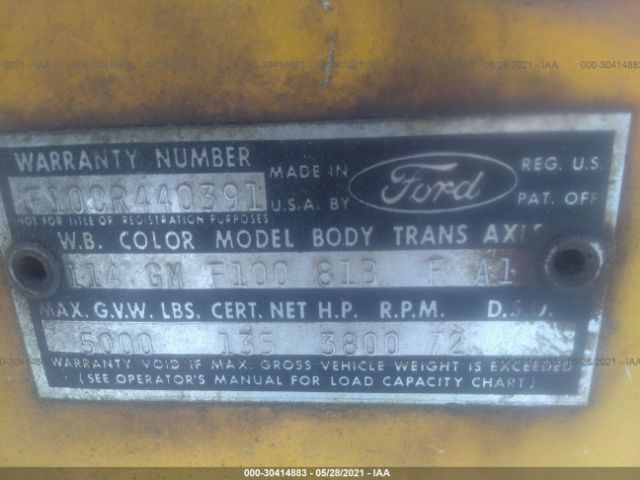 WARRANTY NUMBER
F10CR440391
MADE IN
U.S.A. BY
Ford
REG. U.S.
PAT. OFF
NOT FOR TITLE OR REGISTRATION PURPOSES
W.B. COLOR MODEL BODY TRANS AXLE
114 GM F100 81B F A1
MAX. G.V.W. LBS. CERT. NET H.P. R.P.M. D.S.O.
5000 135 3800 72
WARRANTY VOID IF MAX. GROSS VEHICLE WEIGHT IS EXCEEDED
(SEE OPERATOR'S MANUAL FOR LOAD CAPACITY CHART)
000-30414883 - 05/28/2021 - IAA